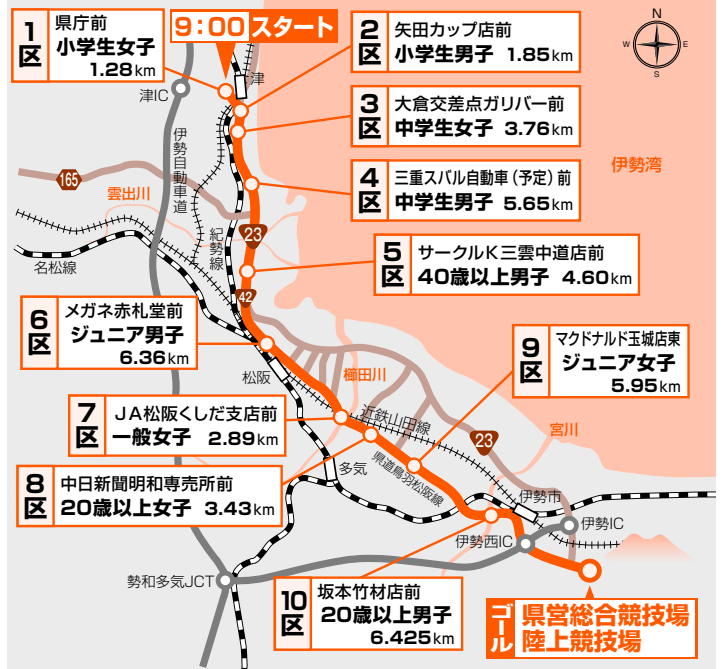 1区
県庁前
小学生女子
1.28km
9:00スタート
2区
矢田カップ店前
小学生男子 1.85km
3区
大倉交差点ガリバー前
中学生女子 3.76km
4区
三重スバル自動車(予定)前
中学生男子 5.65km
5区
サークルK三雲中道店前
40歳以上男子 4.60km
6区
メガネ赤札堂前
ジュニア男子
6.36km
7区
JA松阪くしだ支店前
一般女子 2.89km
8区
中日新聞明和専売所前
20歳以上女子 3.43km
9区
マクドナルド玉城店東
ジュニア女子
5.95km
10区
坂本竹材店前
20歳以上男子
6.425km
ゴール
県営総合競技場
陸上競技場
N
W
E
S
津
津IC
伊勢自動車道
165
雲出川
紀勢線
名松線
23
42
伊勢湾
松阪
櫛田川
近鉄山田線
県道鳥羽松阪線
23
宮川
多気
伊勢市
伊勢IC
伊勢西IC
勢和多気JCT